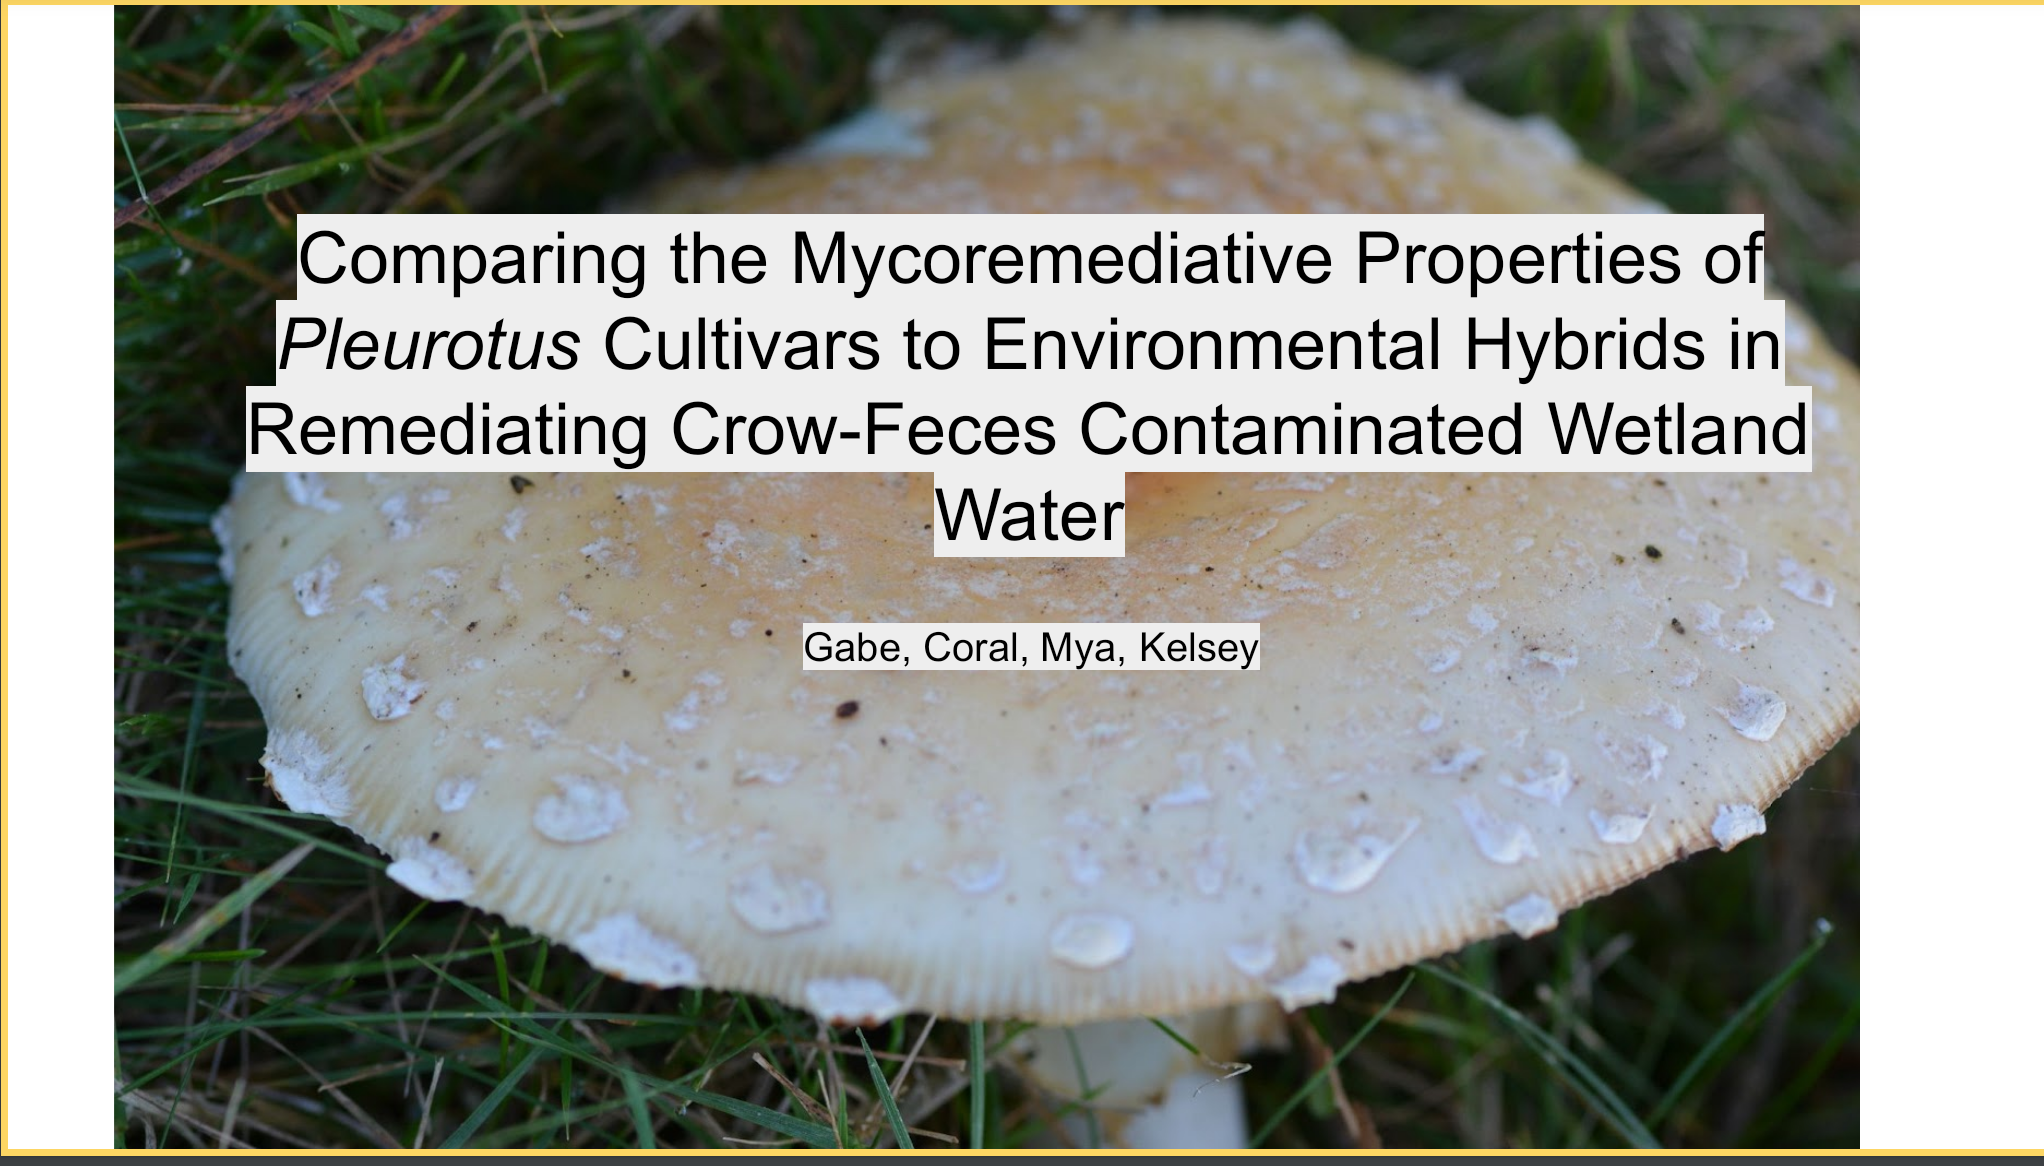 Comparing the Mycoremediative Properties of
Pleurotus Cultivars to Environmental Hybrids in
Remediating Crow-Feces Contaminated Wetland
Water
Gabe, Coral, Mya, Kelsey